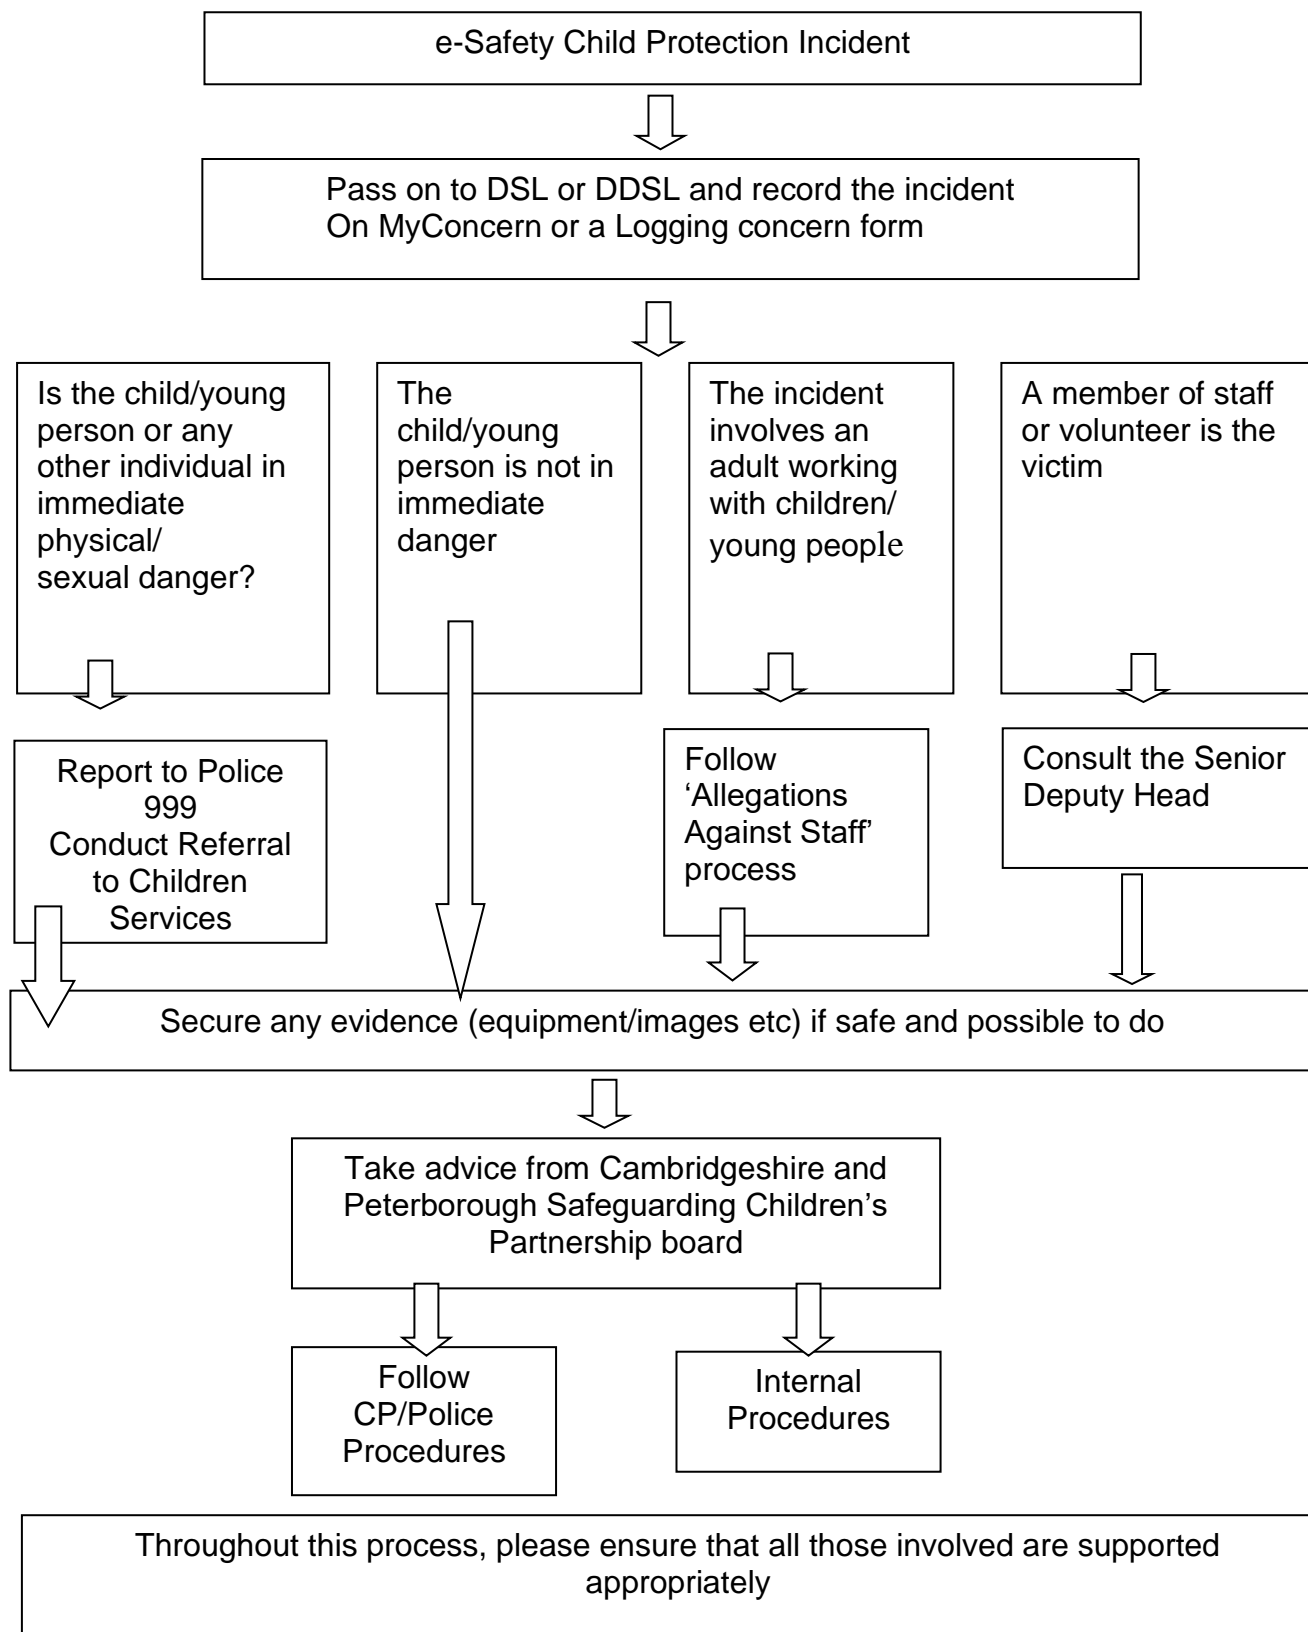 e-Safety Child Protection Incident
Pass on to DSL or DDSL and record the incident
On MyConcern or a Logging concern form
Is the child/young
person or any
other individual in
immediate
physical/
sexual danger?
The
child/young
person is not in
immediate
danger
The incident
involves an
adult working
with children/
young people
A member of staff
or volunteer is the
victim
Report to Police
999
Conduct Referral
to Children
Services
Follow
‘Allegations
Against Staff’
process
Consult the Senior
Deputy Head
Secure any evidence (equipment/images etc) if safe and possible to do
Take advice from Cambridgeshire and
Peterborough Safeguarding Children’s
Partnership board
Follow
CP/Police
Procedures
Internal
Procedures
Throughout this process, please ensure that all those involved are supported
appropriately